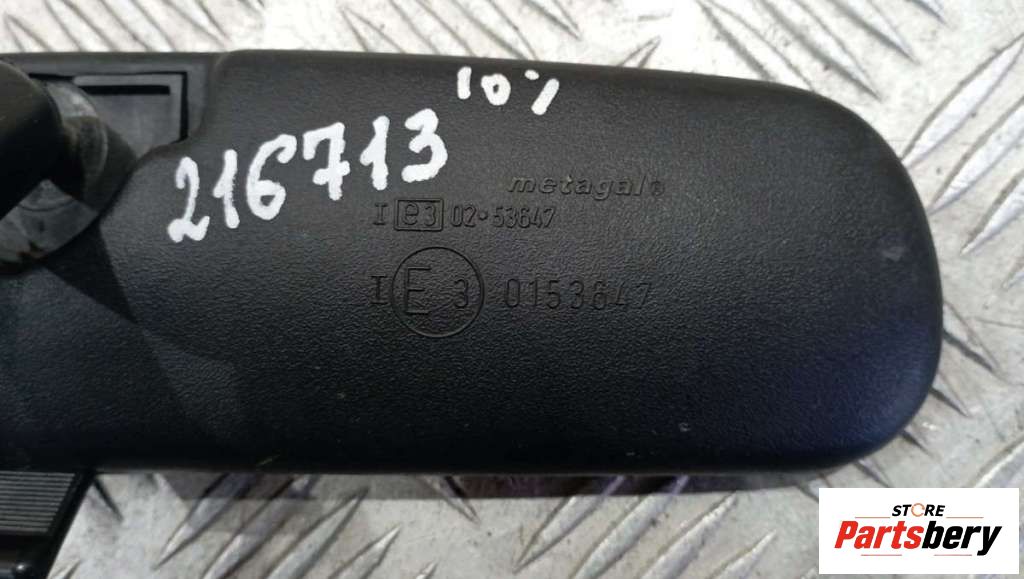 10%
216713
metagal®
I e3 02·53647
I E 3 0153647
STORE
Partsbery